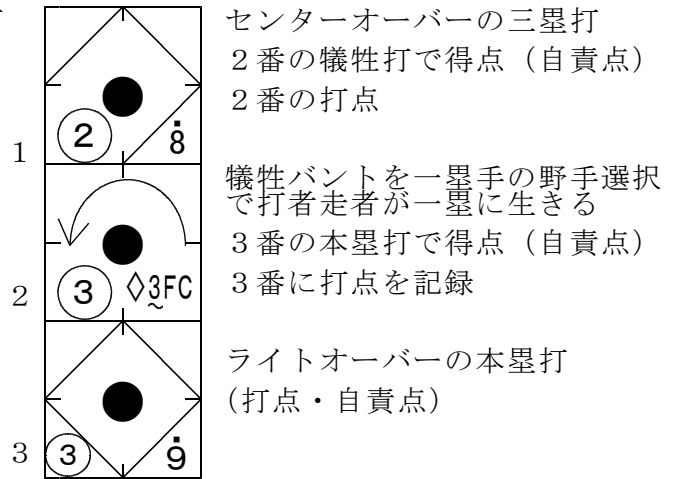 センターオーバーの三塁打
２番の犠牲打で得点（自責点）
２番の打点
1
②
8
犠牲バントを一塁手の野手選択
で打者走者が一塁に生きる
３番の本塁打で得点（自責点）
３番に打点を記録
2
③
◇3FC
ライトオーバーの本塁打
(打点・自責点)
3
③
9